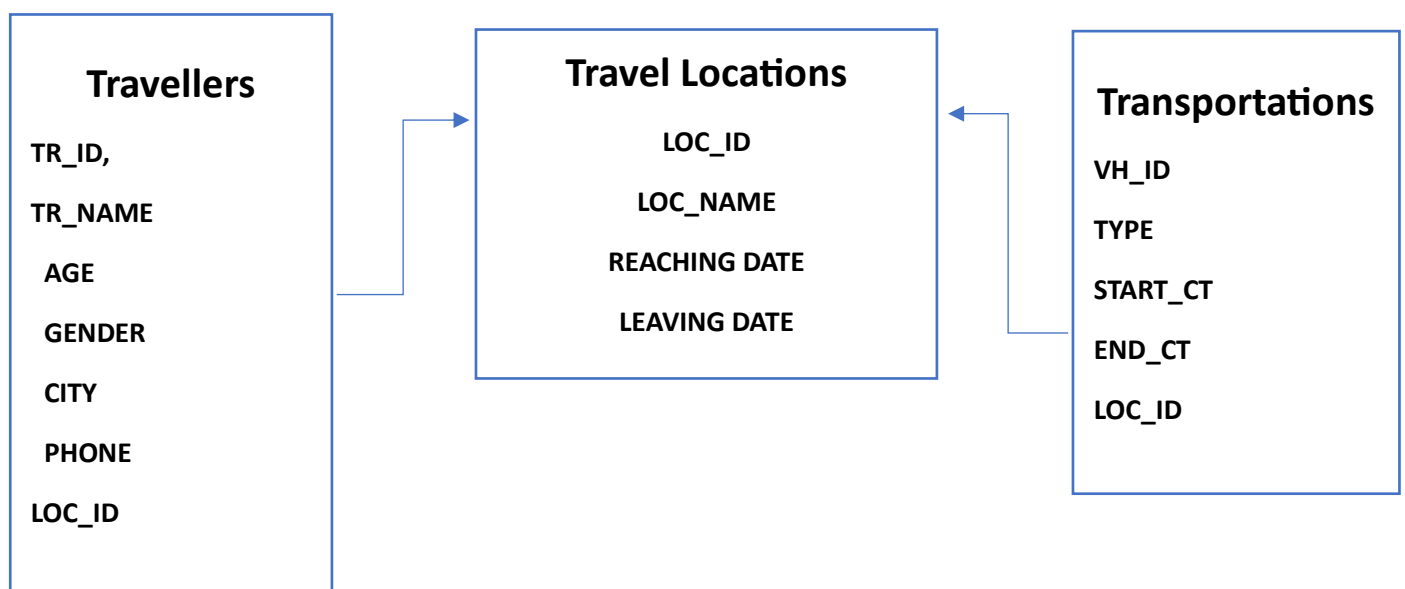 Travellers
TR_ID,
TR_NAME
AGE
GENDER
CITY
PHONE
LOC_ID
Travel Locations
LOC_ID
LOC_NAME
REACHING DATE
LEAVING DATE
Transportations
VH_ID
TYPE
START_CT
END_CT
LOC_ID